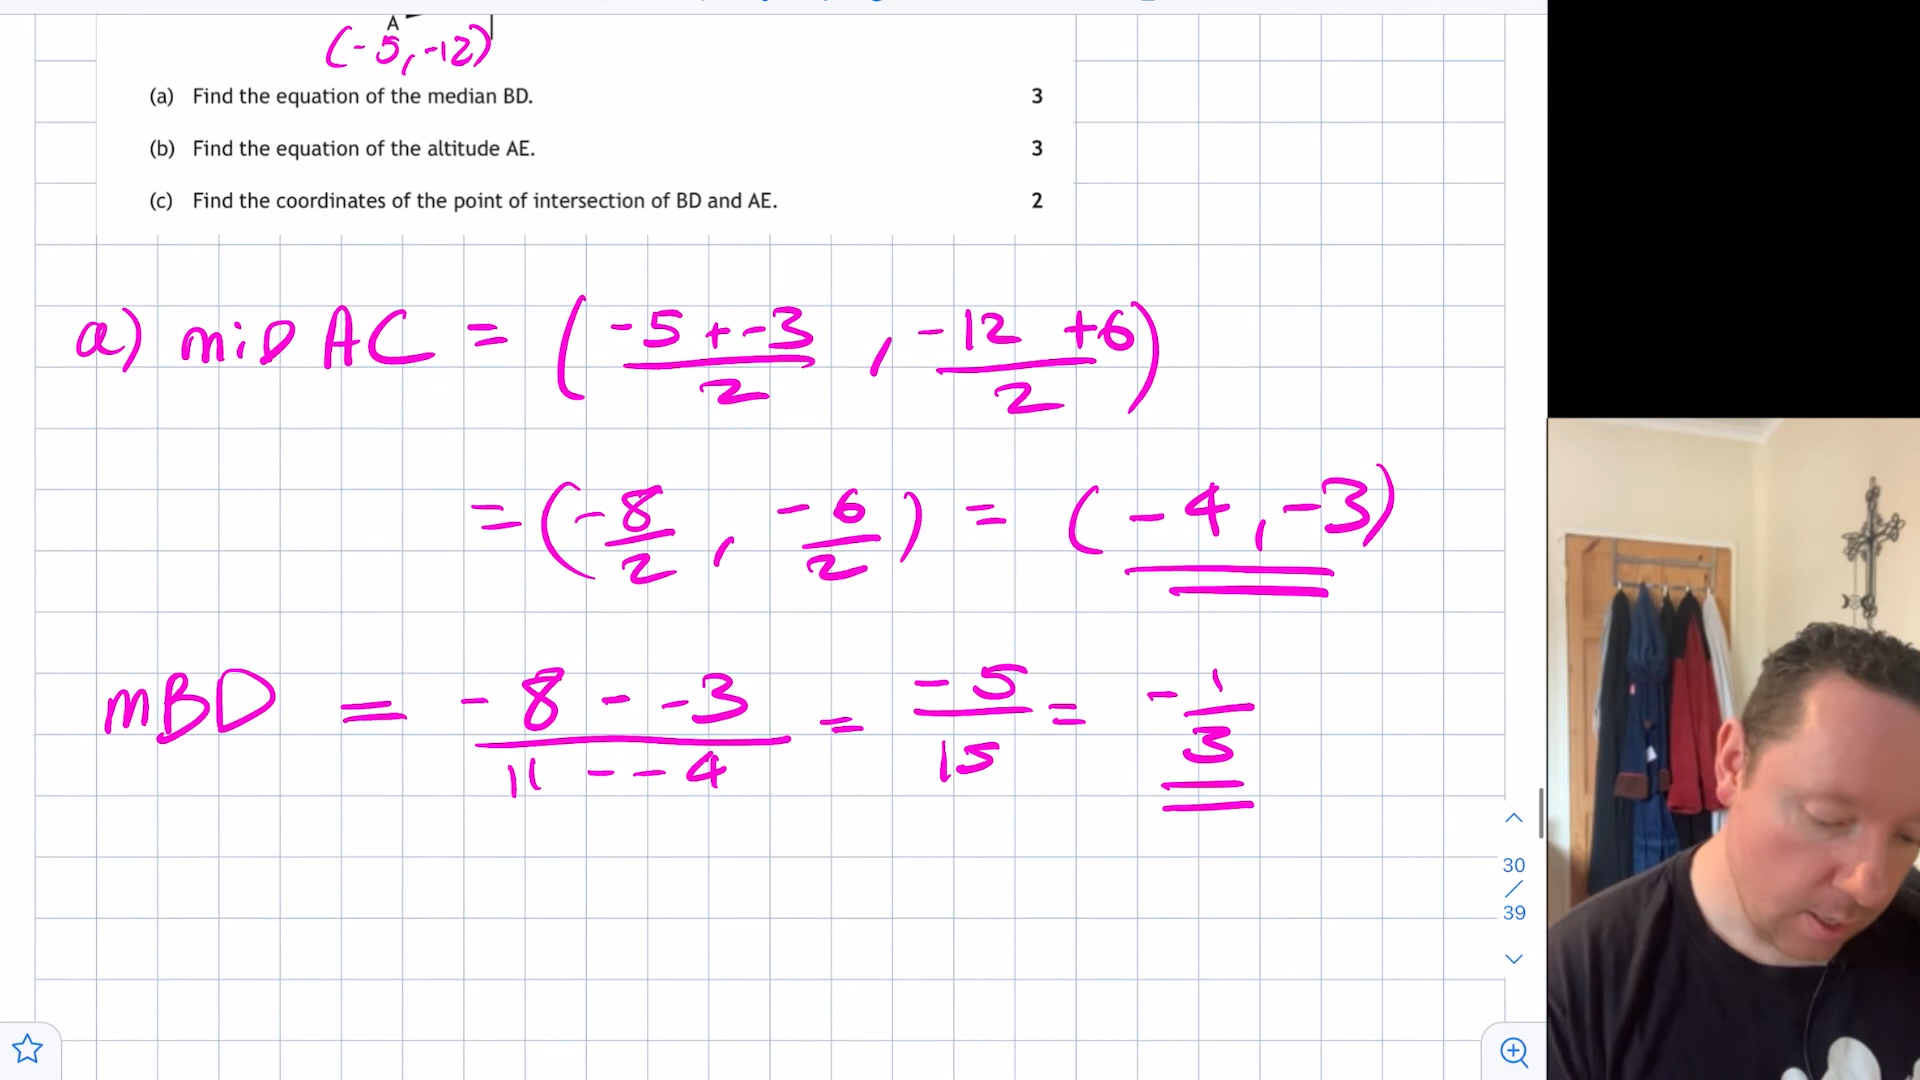 A
(-5, -12)
(a) Find the equation of the median BD. 3
(b) Find the equation of the altitude AE. 3
(c) Find the coordinates of the point of intersection of BD and AE. 2
a) miD AC = (-5 + -3 / 2, -12 + 6 / 2)
= (-8/2, -6/2) = (-4, -3)
mBD = -8 - -3 / 11 - -4 = -5/15 = -1/3
30
/
39